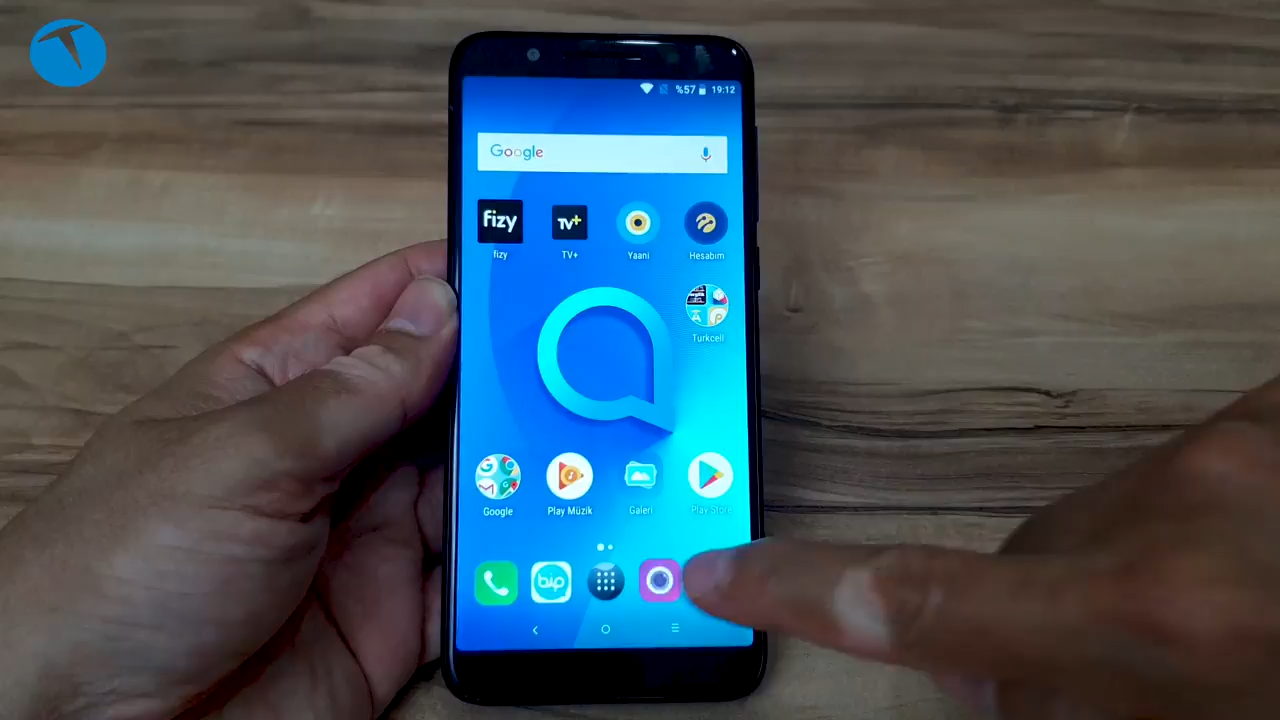 %57 19:12
Google
fizy TV+
fizy TV+ Yaani Hesabım
Turkcell
Google Play Müzik Galeri Play Store
bip